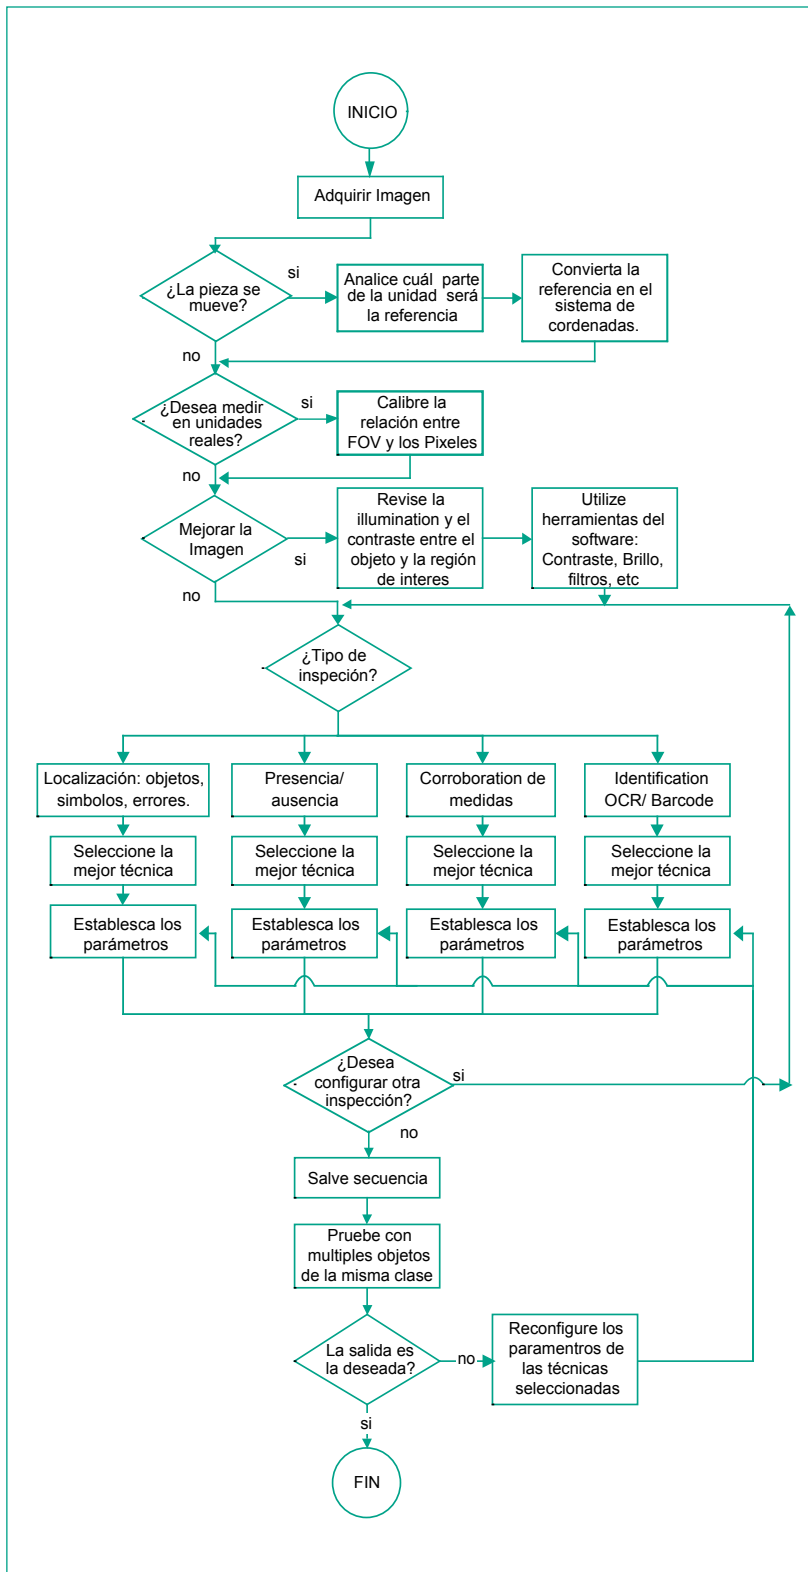 INICIO
Adquirir Imagen
¿La pieza se
mueve?
si
Analice cuál parte
de la unidad será
la referencia
Convierta la
referencia en el
sistema de
cordenadas.
no
¿Desea medir
en unidades
reales?
si
Calibre la
relación entre
FOV y los Pixeles
no
Mejorar la
Imagen
si
Revise la
illumination y el
contraste entre el
objeto y la región
de interes
Utilize
herramientas del
software:
Contraste, Brillo,
filtros, etc
no
¿Tipo de
inspeción?
Localización: objetos,
simbolos, errores.
Presencia/
ausencia
Corroboration de
medidas
Identification
OCR/ Barcode
Seleccione la
mejor técnica
Seleccione la
mejor técnica
Seleccione la
mejor técnica
Seleccione la
mejor técnica
Establesca los
parámetros
Establesca los
parámetros
Establesca los
parámetros
Establesca los
parámetros
¿Desea
configurar otra
inspección?
si
no
Salve secuencia
Pruebe con
multiples objetos
de la misma clase
La salida es
la deseada?
no
Reconfigure los
paramentros de
las técnicas
seleccionadas
si
FIN